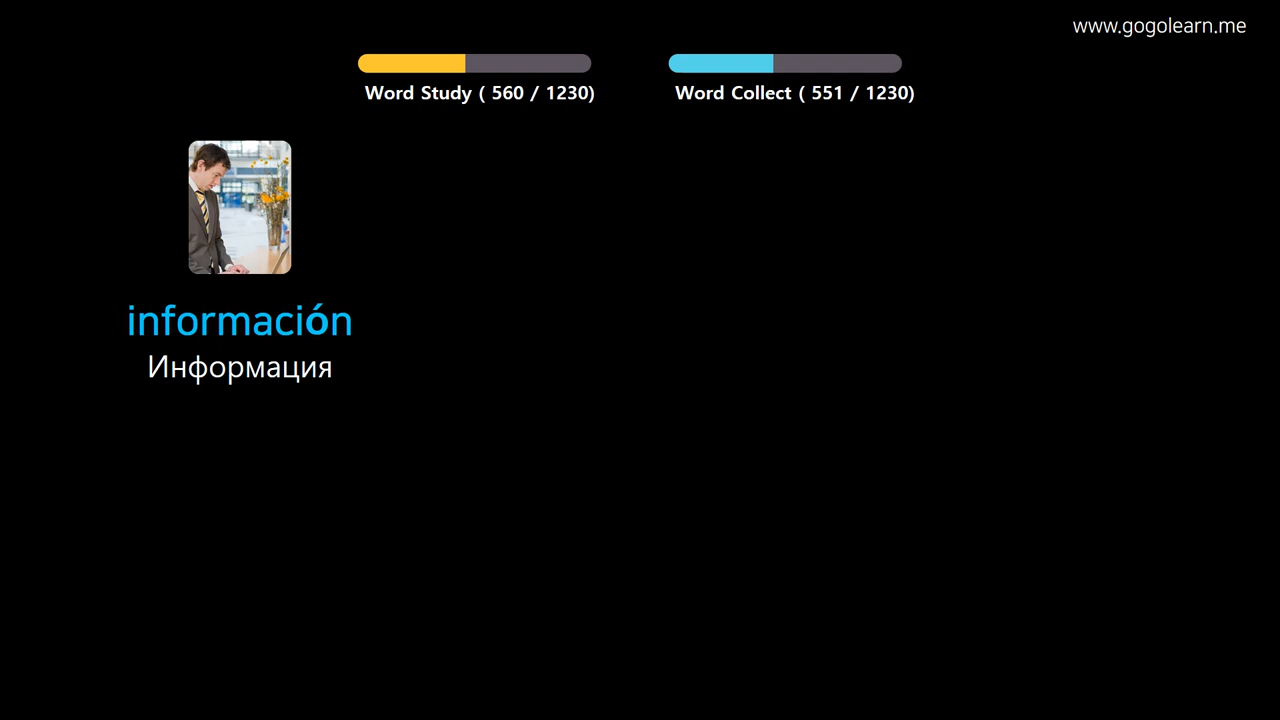 www.gogolearn.me
Word Study ( 560 / 1230)
Word Collect ( 551 / 1230)
información
Информация